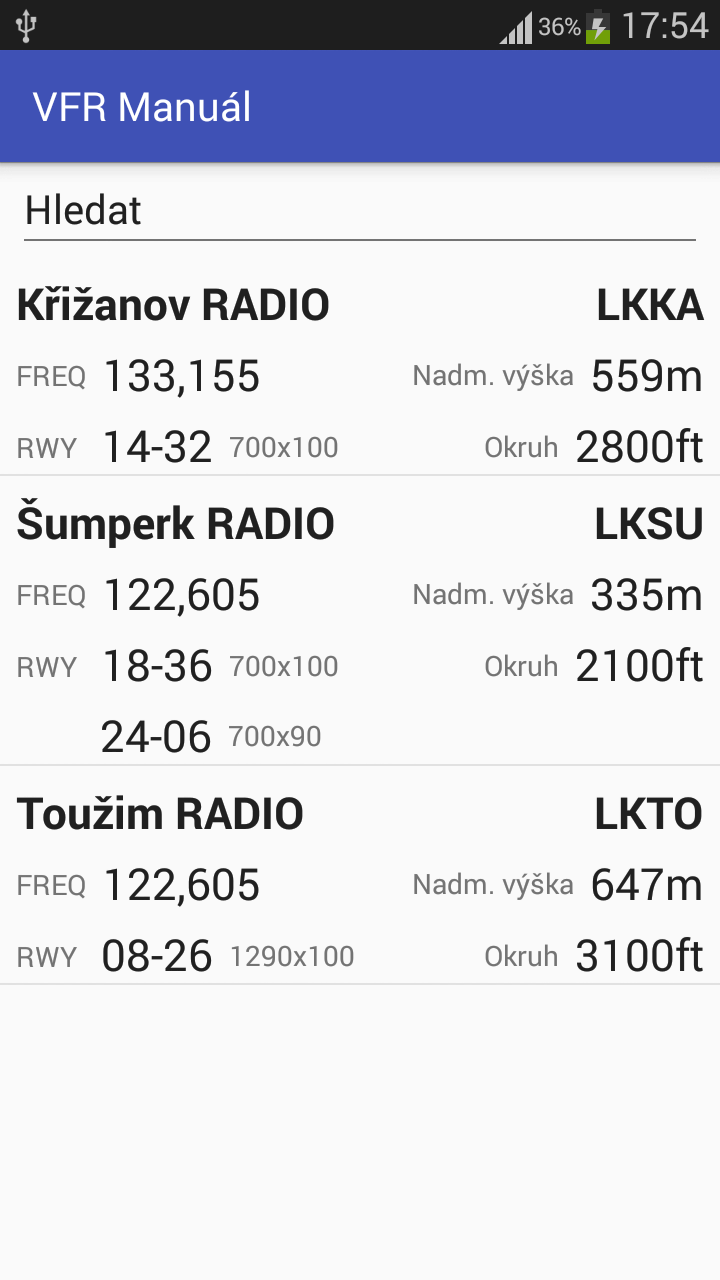 36% 17:54
VFR Manuál
Hledat
Křižanov RADIO LKKA
FREQ 133,155 Nadm. výška 559m
RWY 14-32 700x100 Okruh 2800ft
Šumperk RADIO LKSU
FREQ 122,605 Nadm. výška 335m
RWY 18-36 700x100 Okruh 2100ft
24-06 700x90
Toužim RADIO LKTO
FREQ 122,605 Nadm. výška 647m
RWY 08-26 1290x100 Okruh 3100ft